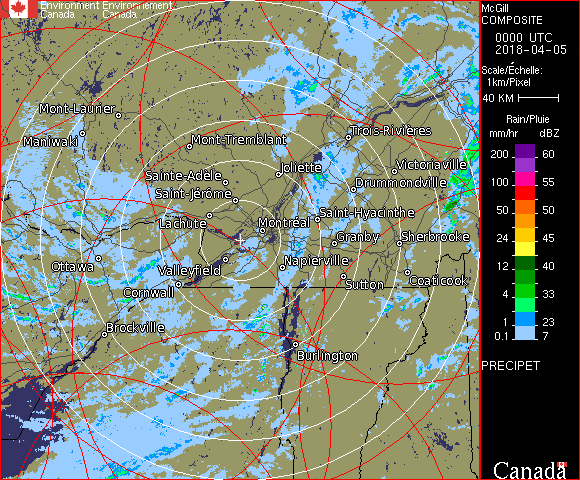 Environment Environnement
Canada Canada
Mont-Laurier
Maniwaki
Mont-Tremblant
Trois-Rivières
Joliette
Victoriaville
Sainte-Adèle
Drummondville
Saint-Jérôme
Saint-Hyacinthe
Lachute
Montréal
Granby
Sherbrooke
Napierville
Ottawa
Valleyfield
Sutton
Coaticook
Cornwall
Brockville
Burlington
McGill
COMPOSITE
0000 UTC
2018-04-05
Scale/Échelle:
1km/Pixel
40 KM
Rain/Pluie
mm/hr dBZ
200 60
100 55
50 50
24 45
12 40
4 33
1 23
0.1 7
PRECIPET
Canada